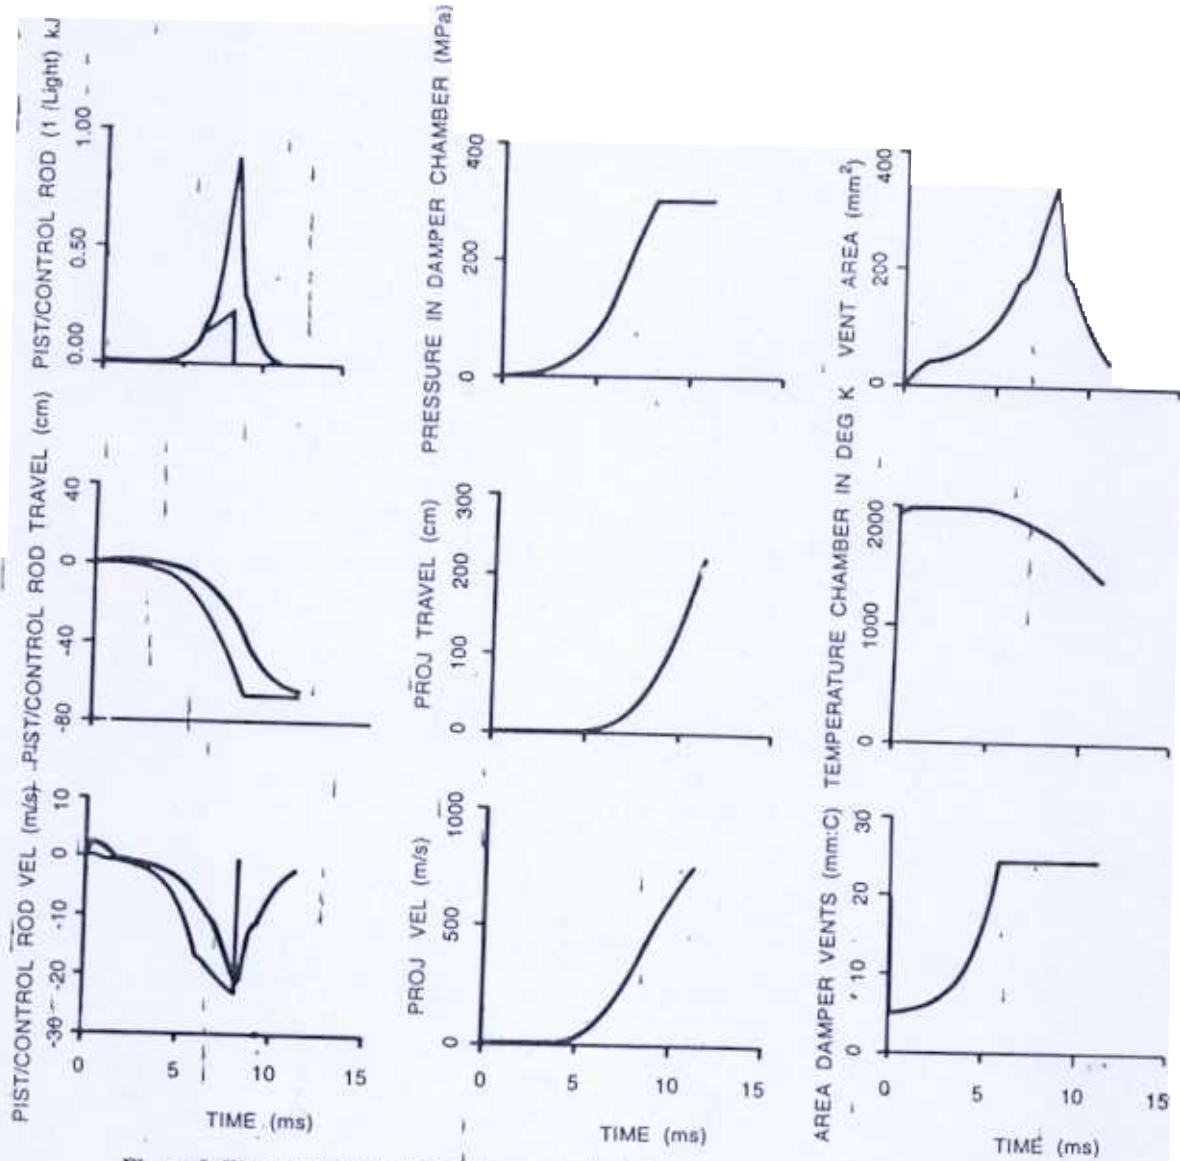 PIST/CONTROL ROD (1 (Light) kJ
1.00
0.50
0.00
PRESSURE IN DAMPER CHAMBER (MPa)
400
200
0
VENT AREA (mm²)
400
200
0
PIST/CONTROL ROD TRAVEL (cm)
40
0
-40
-80
PROJ TRAVEL (cm)
300
200
100
0
TEMPERATURE CHAMBER IN DEG K
2000
1000
0
PIST/CONTROL ROD VEL (m/s)
10
0
-10
-20
-30
0 5 10 15
TIME (ms)
PROJ VEL (m/s)
1000
500
0
0 5 10 15
TIME (ms)
AREA DAMPER VENTS (mm:C)
30
20
10
0
0 5 10 15
TIME (ms)